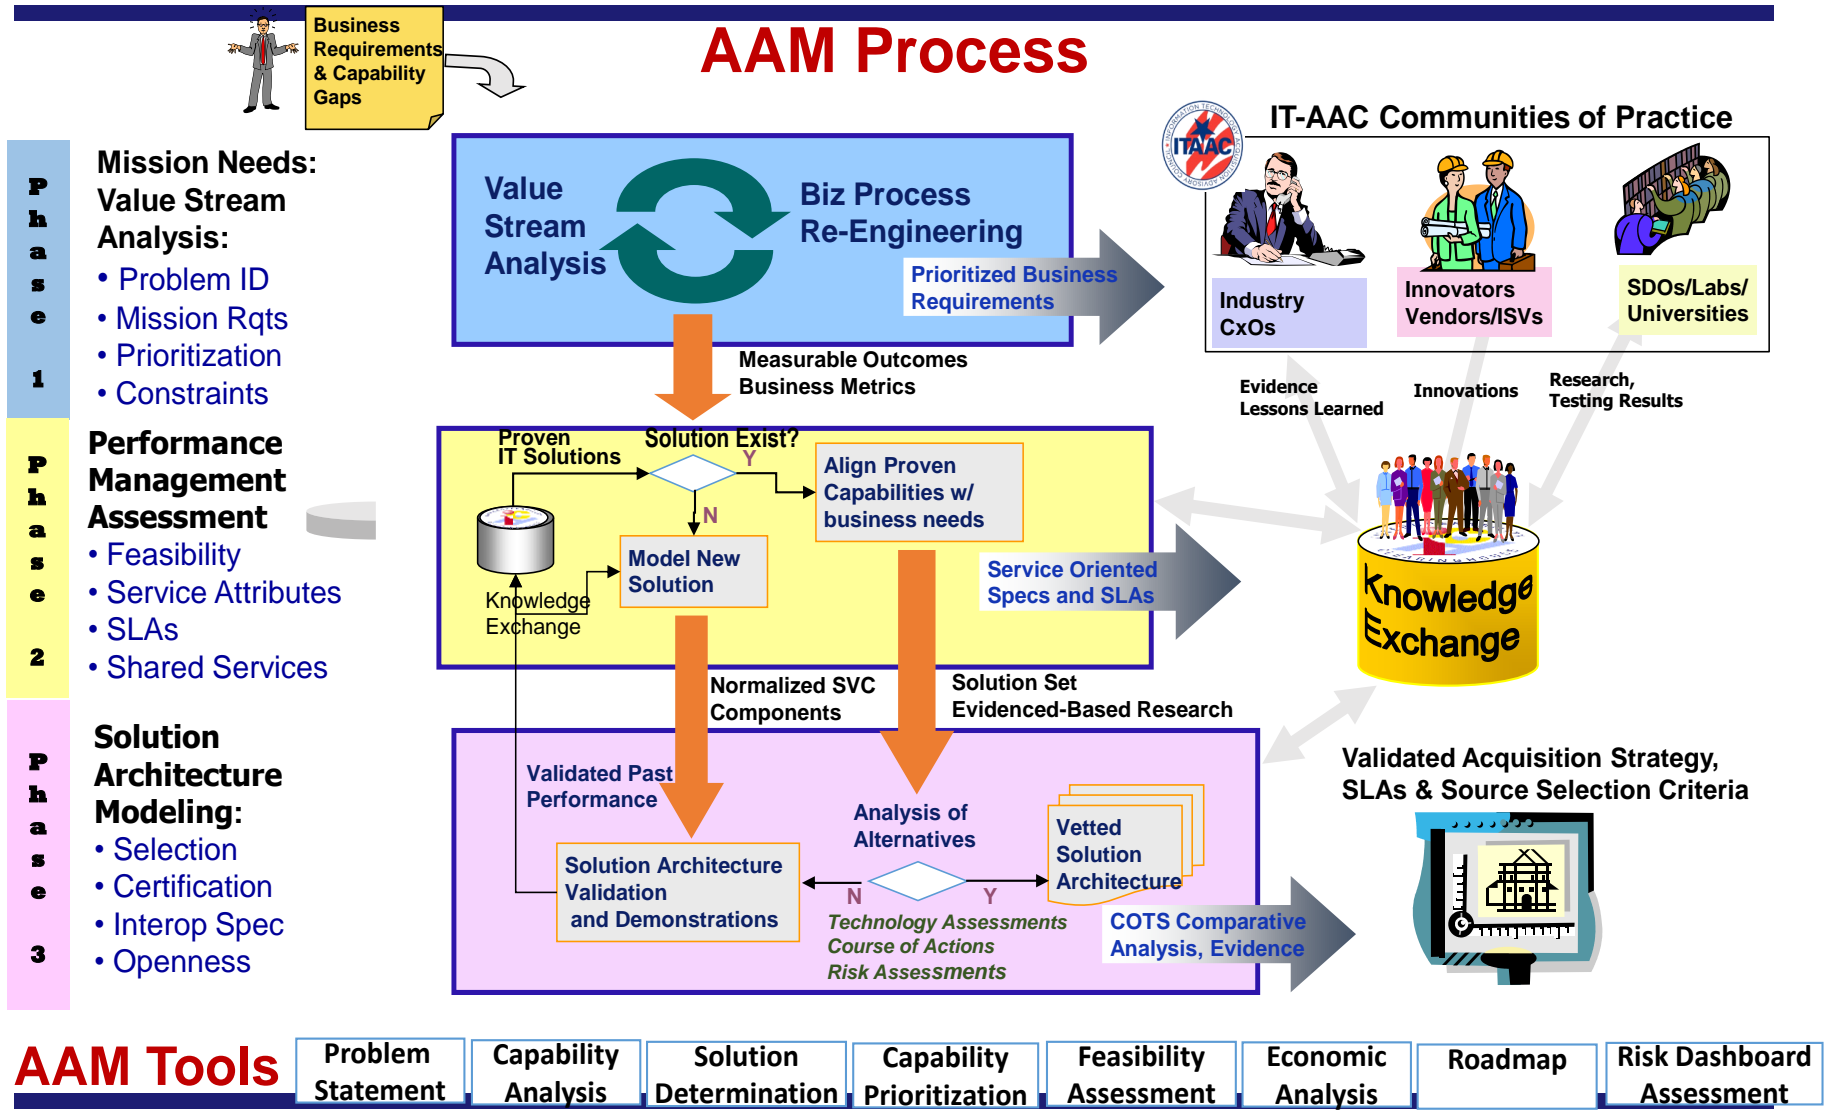 Business
Requirements
& Capability
Gaps
AAM Process
IT-AAC Communities of Practice
ITAAC
Phase 1
Mission Needs:
Value Stream
Analysis:
• Problem ID
• Mission Rqts
• Prioritization
• Constraints
Value
Stream
Analysis
Biz Process
Re-Engineering
Prioritized Business
Requirements
Industry
CxOs
Innovators
Vendors/ISVs
SDOs/Labs/
Universities
Measurable Outcomes
Business Metrics
Evidence
Lessons Learned
Innovations
Research,
Testing Results
Phase 2
Performance
Management
Assessment
• Feasibility
• Service Attributes
• SLAs
• Shared Services
Proven
IT Solutions
Solution Exist?
Y
N
Align Proven
Capabilities w/
business needs
Model New
Solution
Knowledge
Exchange
Service Oriented
Specs and SLAs
Knowledge
Exchange
Normalized SVC
Components
Solution Set
Evidenced-Based Research
Phase 3
Solution
Architecture
Modeling:
• Selection
• Certification
• Interop Spec
• Openness
Validated Past
Performance
Solution Architecture
Validation
and Demonstrations
Analysis of
Alternatives
N
Y
Vetted
Solution
Architecture
Technology Assessments
Course of Actions
Risk Assessments
COTS Comparative
Analysis, Evidence
Validated Acquisition Strategy,
SLAs & Source Selection Criteria
AAM Tools
Problem
Statement
Capability
Analysis
Solution
Determination
Capability
Prioritization
Feasibility
Assessment
Economic
Analysis
Roadmap
Risk Dashboard
Assessment